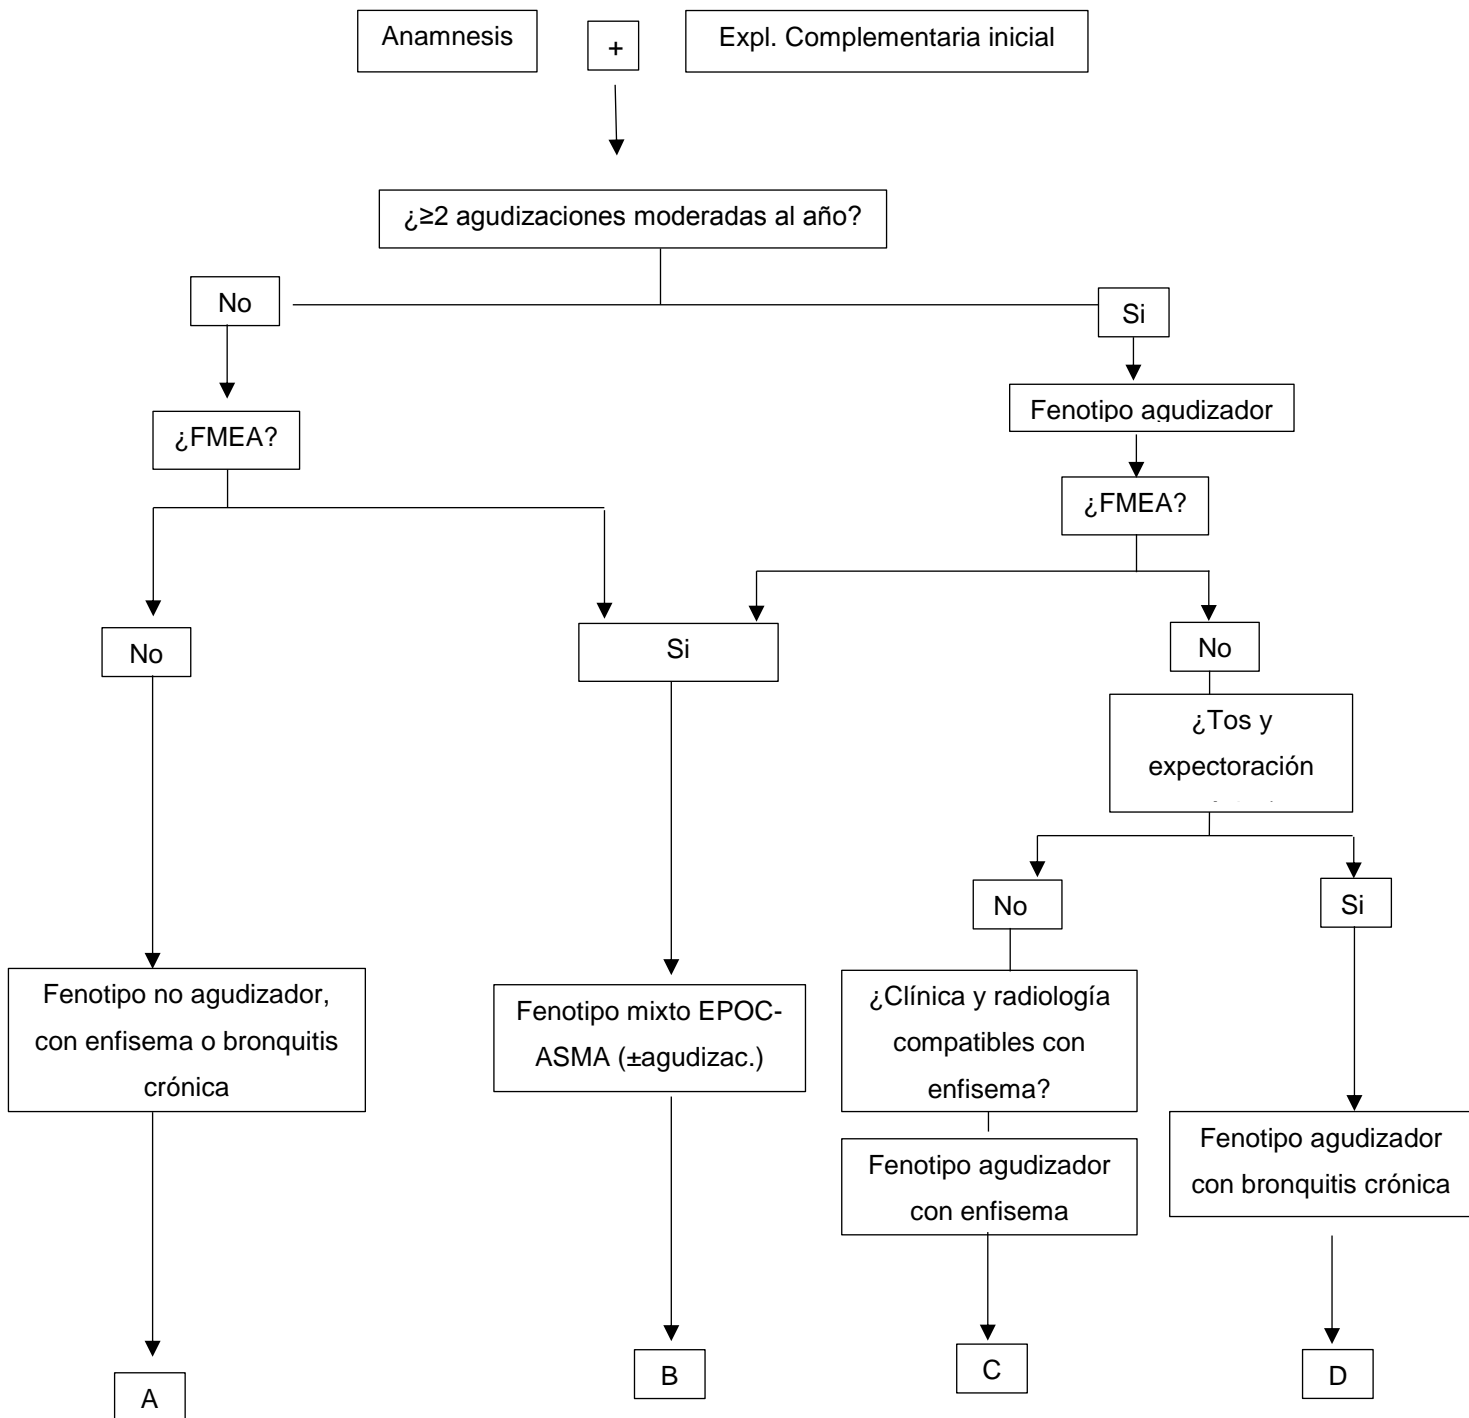 Anamnesis
+
Expl. Complementaria inicial
¿≥2 agudizaciones moderadas al año?
No
Si
Fenotipo agudizador
¿FMEA?
¿FMEA?
No
Si
No
¿Tos y
expectoración
No
Si
Fenotipo no agudizador,
con enfisema o bronquitis
crónica
Fenotipo mixto EPOC-
ASMA (±agudizac.)
¿Clínica y radiología
compatibles con
enfisema?
Fenotipo agudizador
con enfisema
Fenotipo agudizador
con bronquitis crónica
A
B
C
D